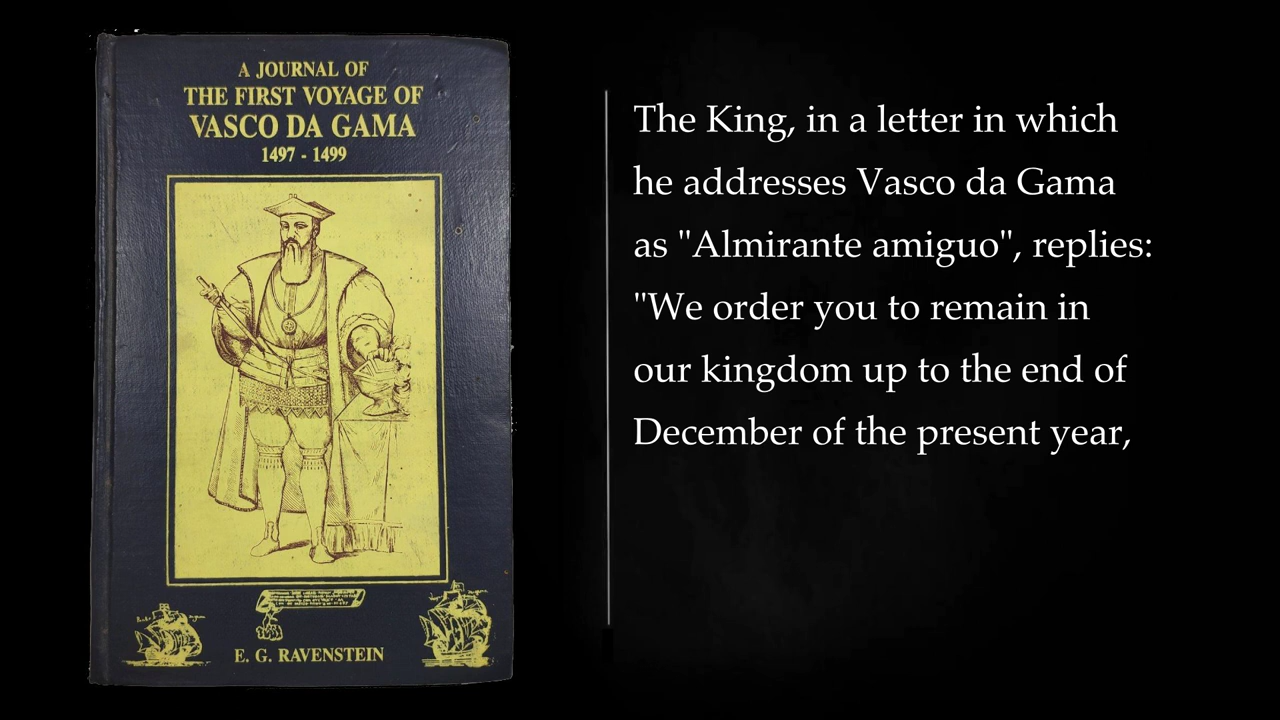 A JOURNAL OF
THE FIRST VOYAGE OF
VASCO DA GAMA
1497 - 1499
E. G. RAVENSTEIN
The King, in a letter in which
he addresses Vasco da Gama
as "Almirante amiguo", replies:
"We order you to remain in
our kingdom up to the end of
December of the present year,